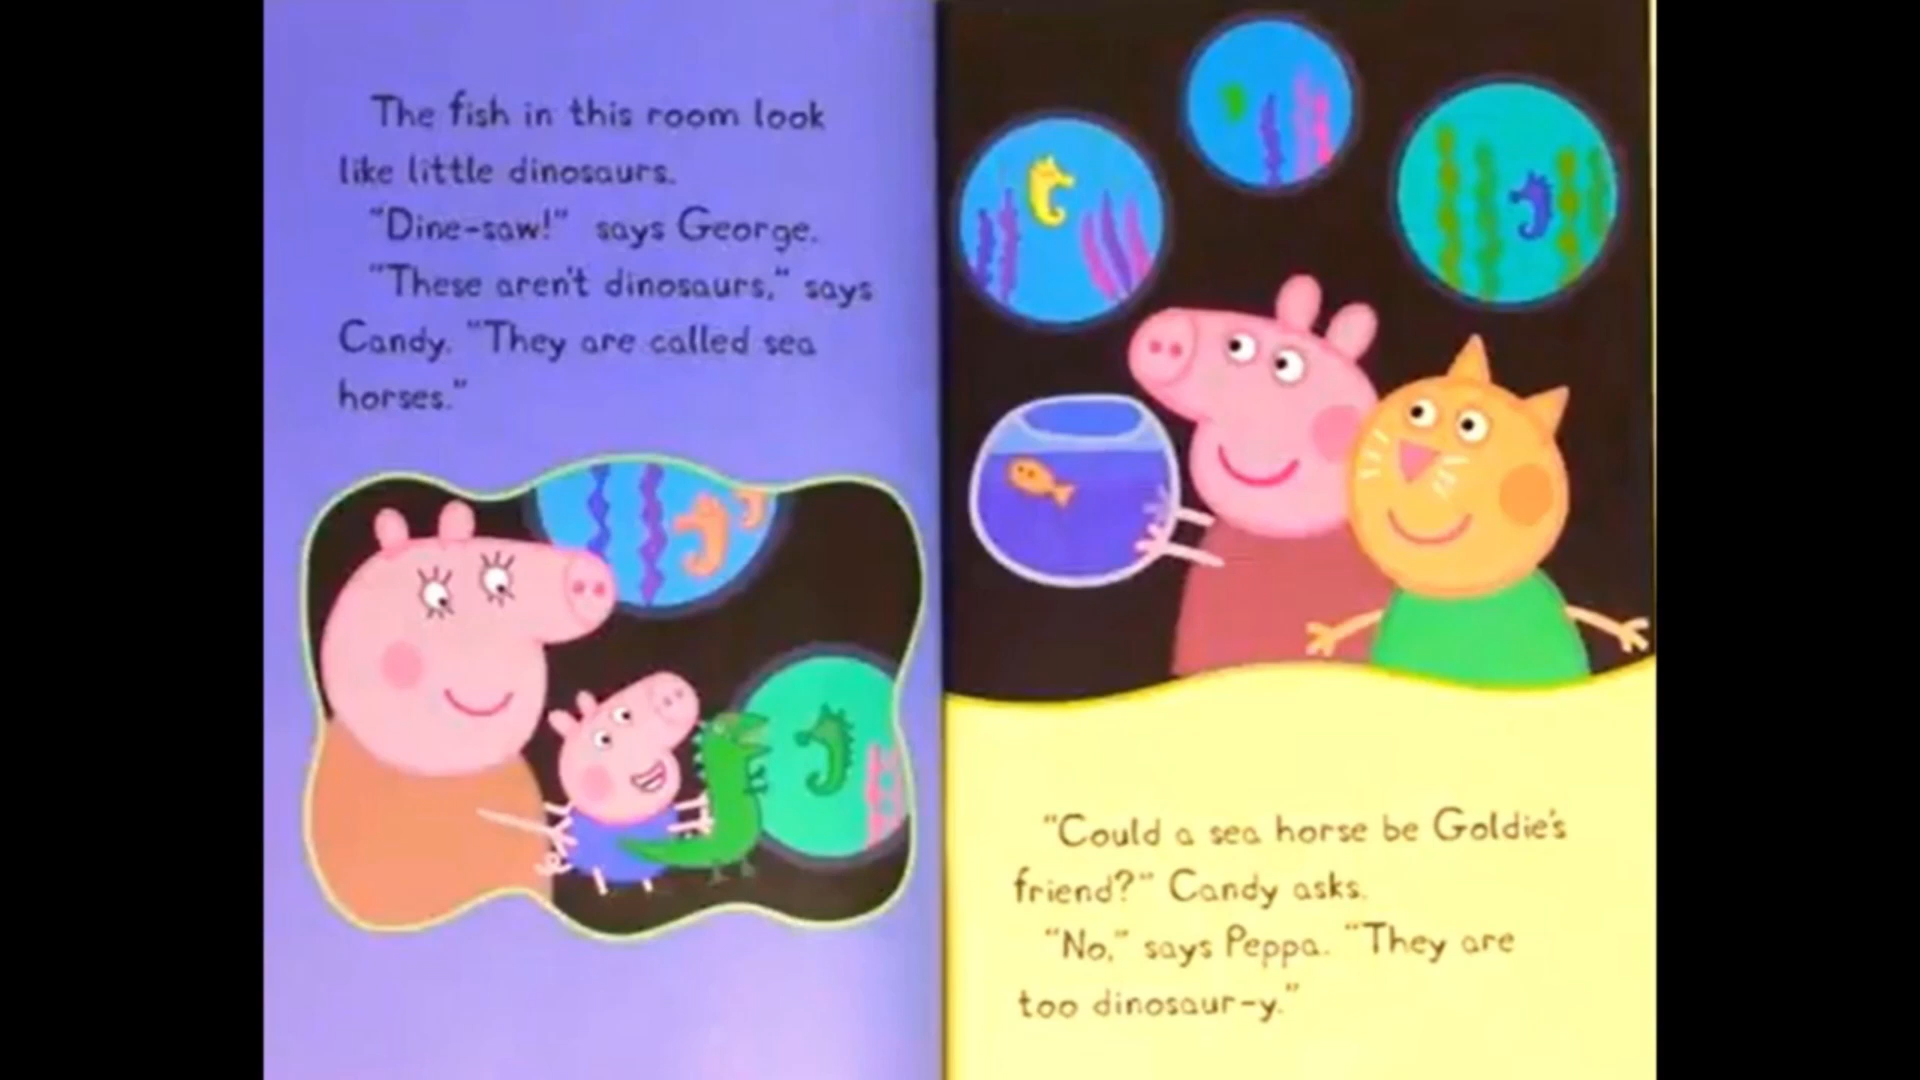 The fish in this room look
like little dinosaurs.
"Dine-saw!" says George.
"These aren't dinosaurs," says
Candy. "They are called sea
horses."
"Could a sea horse be Goldie's
friend?" Candy asks.
"No," says Peppa. "They are
too dinosaur-y."